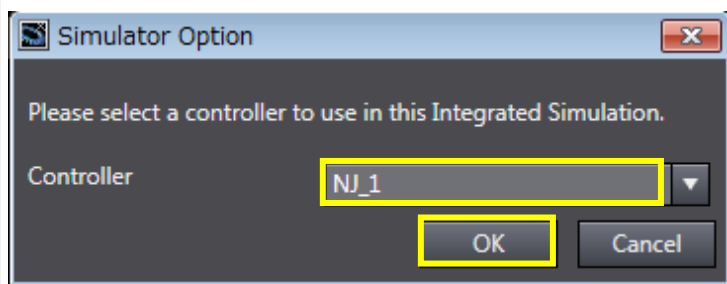 Simulator Option
Please select a controller to use in this Integrated Simulation.
Controller
NJ_1
OK
Cancel